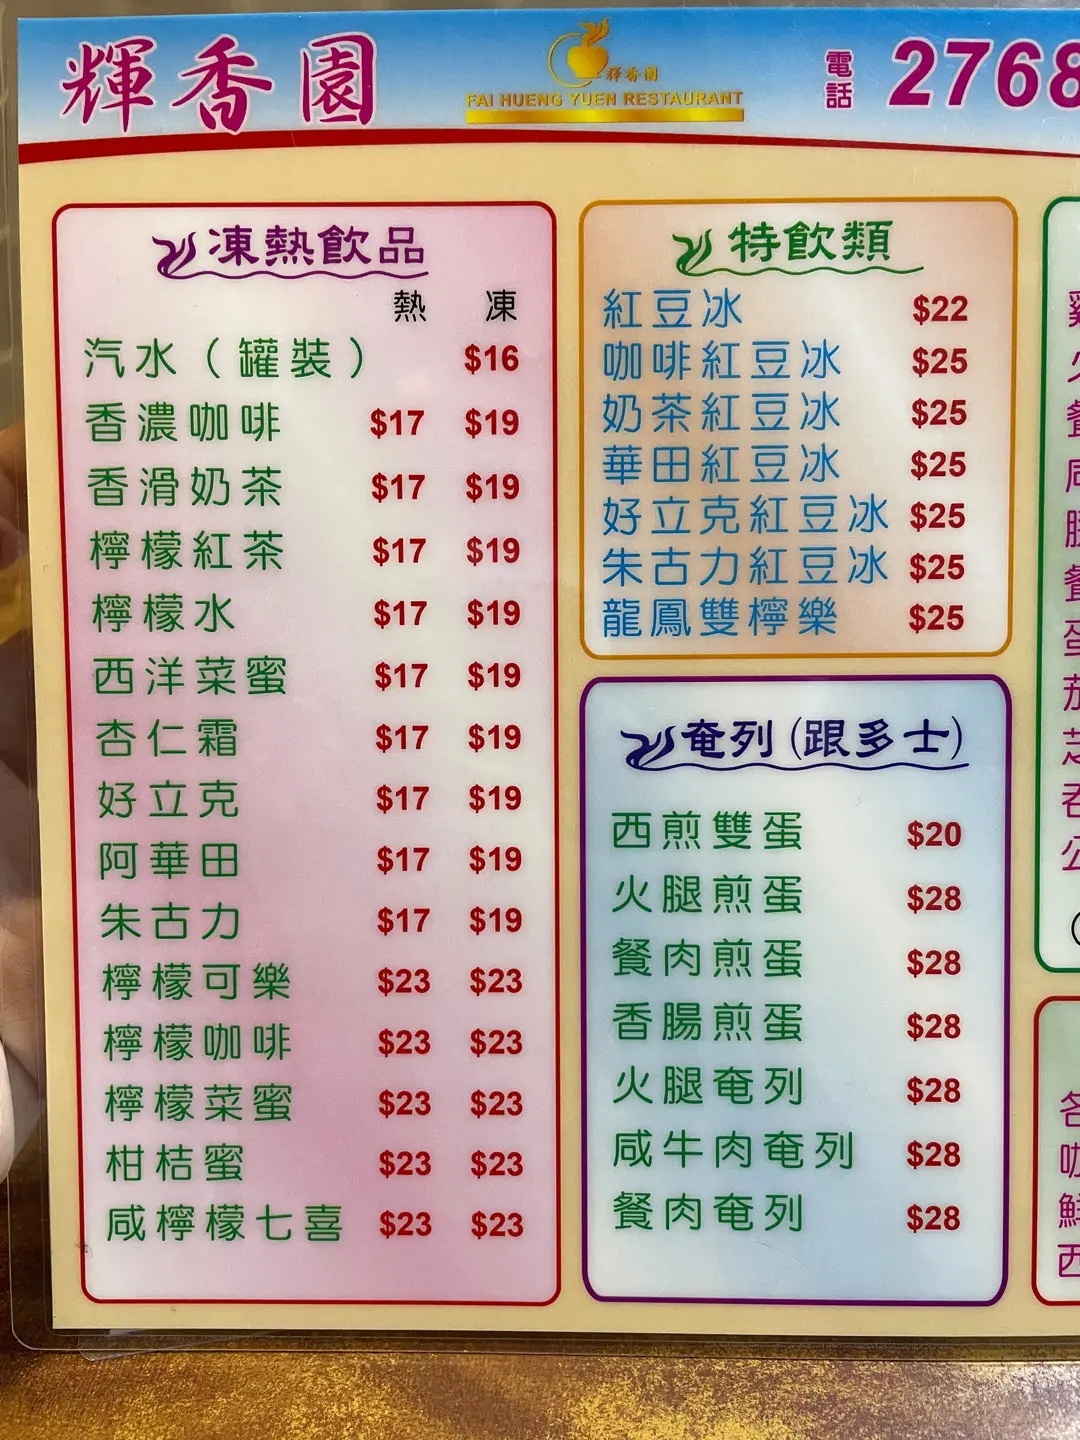 輝香園
輝香園
FAI HUENG YUEN RESTAURANT
電話 2768
凍熱飲品
熱 凍
汽水（罐裝） $16
香濃咖啡 $17 $19
香滑奶茶 $17 $19
檸檬紅茶 $17 $19
檸檬水 $17 $19
西洋菜蜜 $17 $19
杏仁霜 $17 $19
好立克 $17 $19
阿華田 $17 $19
朱古力 $17 $19
檸檬可樂 $23 $23
檸檬咖啡 $23 $23
檸檬菜蜜 $23 $23
柑桔蜜 $23 $23
咸檸檬七喜 $23 $23
特飲類
紅豆冰 $22
咖啡紅豆冰 $25
奶茶紅豆冰 $25
華田紅豆冰 $25
好立克紅豆冰 $25
朱古力紅豆冰 $25
龍鳳雙檸樂 $25
奄列(跟多士)
西煎雙蛋 $20
火腿煎蛋 $28
餐肉煎蛋 $28
香腸煎蛋 $28
火腿奄列 $28
咸牛肉奄列 $28
餐肉奄列 $28